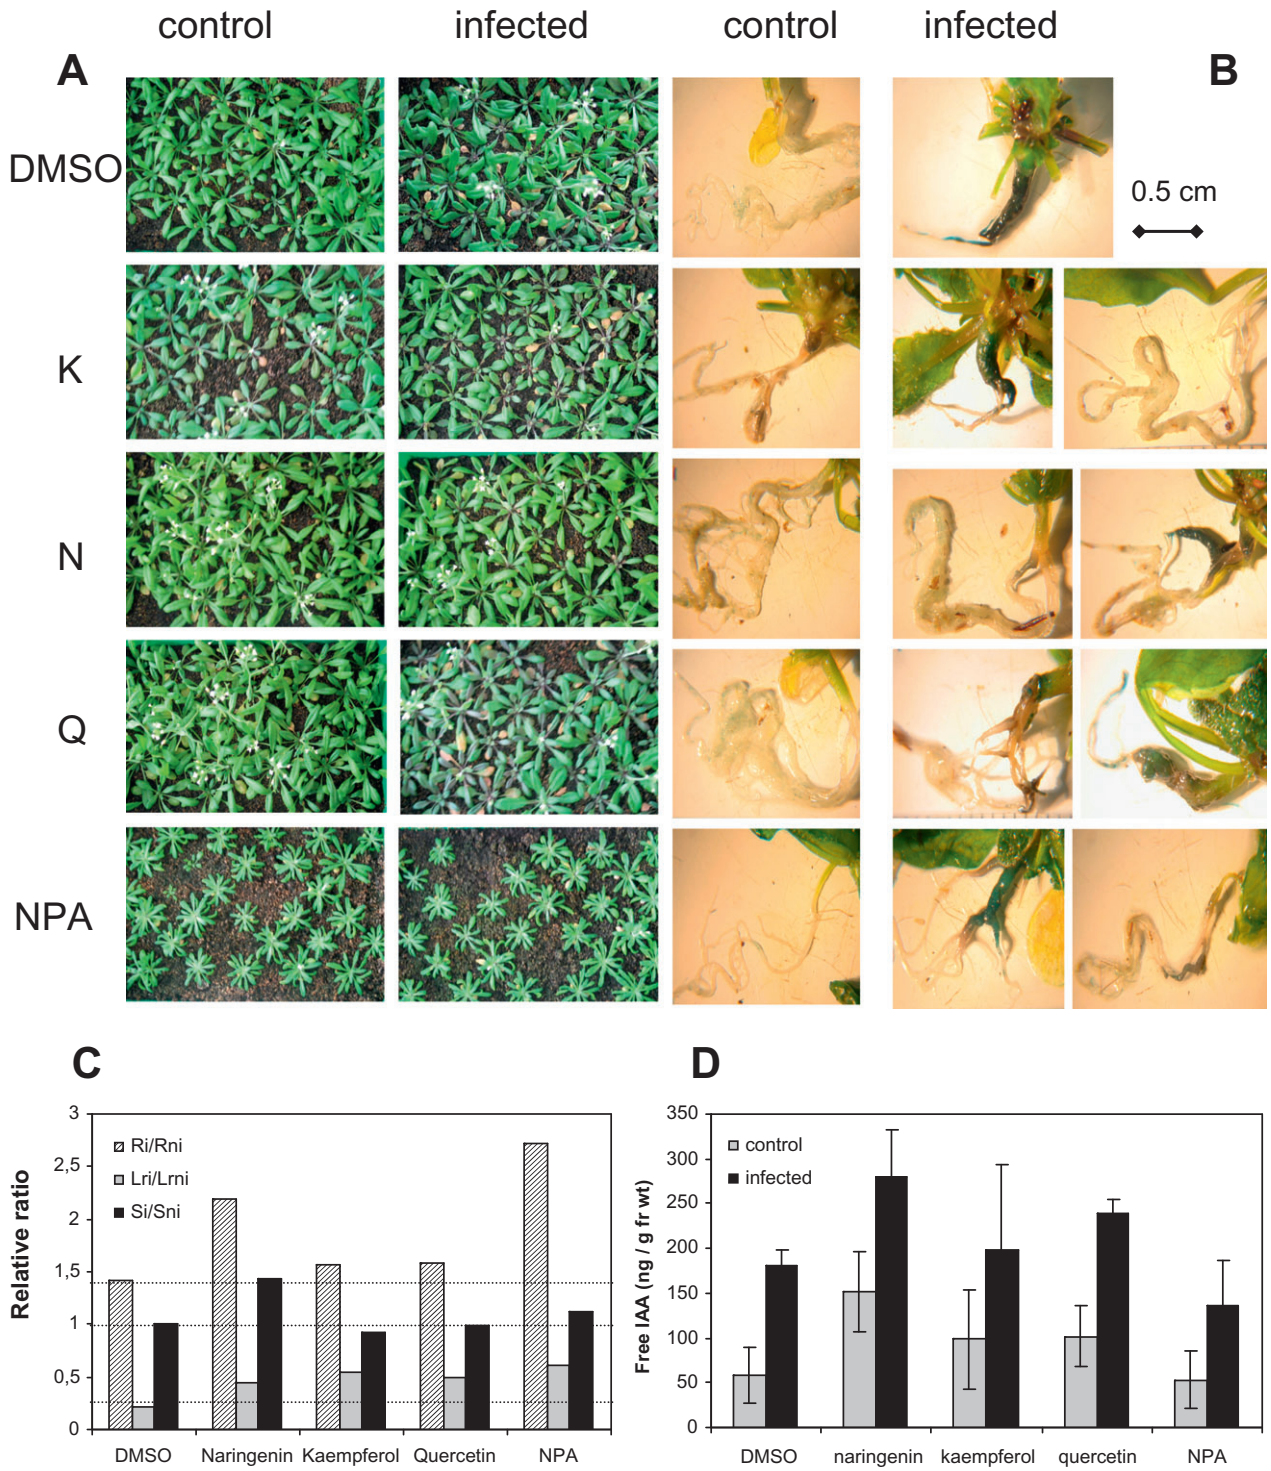 control infected control infected
A B
DMSO
0.5 cm
K
N
Q
NPA
C
Relative ratio
3
2,5
2
1,5
1
0,5
0
Ri/Rni
Lri/Lrni
Si/Sni
DMSO Naringenin Kaempferol Quercetin NPA
D
Free IAA (ng / g fr wt)
350
300
250
200
150
100
50
0
control
infected
DMSO naringenin kaempferol quercetin NPA